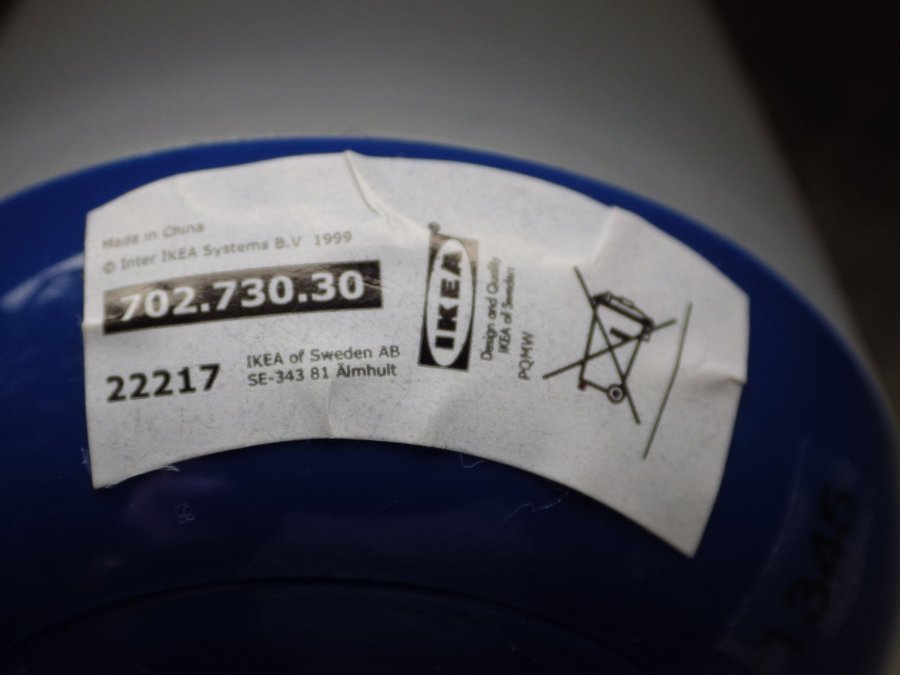 Made in China
© Inter IKEA Systems B.V 1999
702.730.30
22217
IKEA of Sweden AB
SE-343 81 Älmhult
IKEA®
Design and Quality
IKEA of Sweden
PQMW
1345